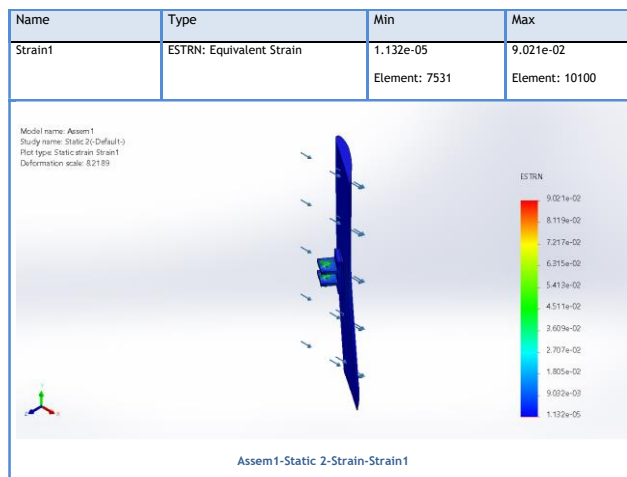 Name Type Min Max
Strain1 ESTRN: Equivalent Strain 1.132e-05 9.021e-02
Element: 7531 Element: 10100
Model name: Assem1
Study name: Static 2(-Default-)
Plot type: Static strain Strain1
Deformation scale: 8.2189
ESTRN
9.021e-02
8.119e-02
7.217e-02
6.315e-02
5.413e-02
4.511e-02
3.609e-02
2.707e-02
1.805e-02
9.032e-03
1.132e-05
Assem1-Static 2-Strain-Strain1